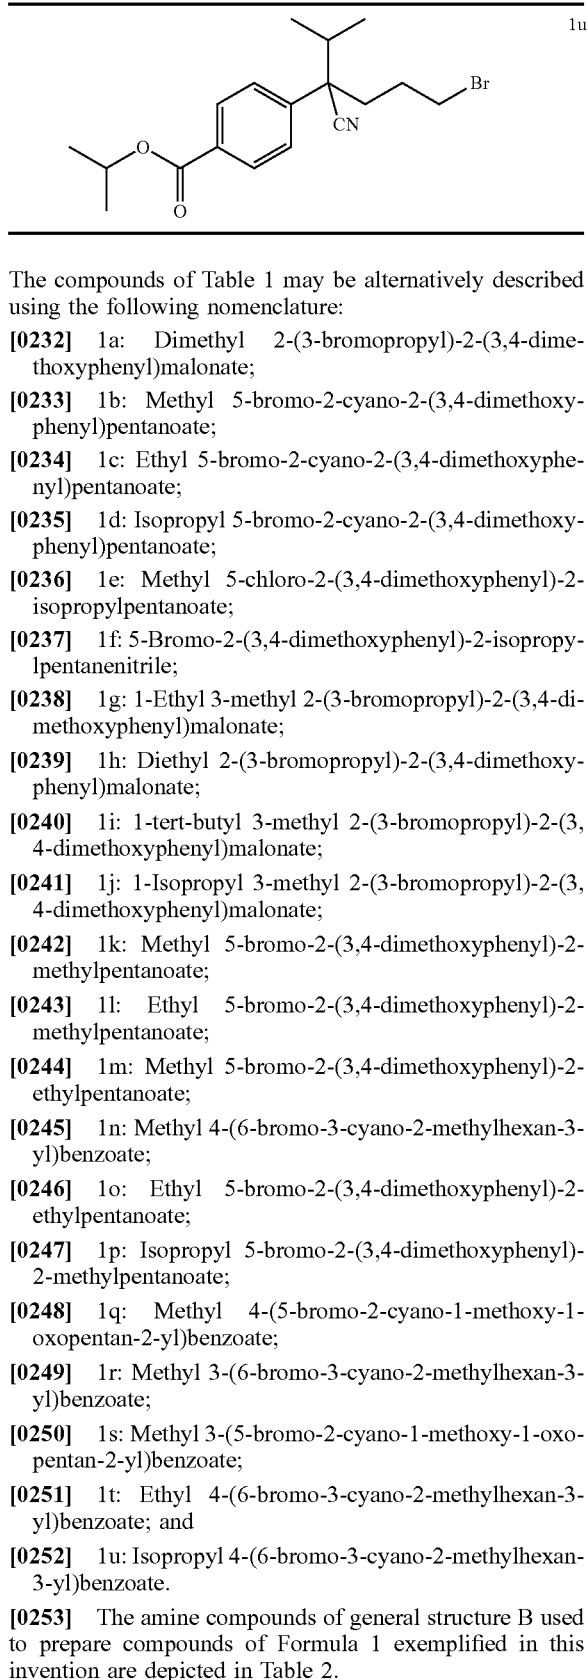 1u
Br
CN
O
O
The compounds of Table 1 may be alternatively described
using the following nomenclature:
[0232] 1a: Dimethyl 2-(3-bromopropyl)-2-(3,4-dime-
thoxyphenyl)malonate;
[0233] 1b: Methyl 5-bromo-2-cyano-2-(3,4-dimethoxy-
phenyl)pentanoate;
[0234] 1c: Ethyl 5-bromo-2-cyano-2-(3,4-dimethoxyphe-
nyl)pentanoate;
[0235] 1d: Isopropyl 5-bromo-2-cyano-2-(3,4-dimethoxy-
phenyl)pentanoate;
[0236] 1e: Methyl 5-chloro-2-(3,4-dimethoxyphenyl)-2-
isopropylpentanoate;
[0237] 1f: 5-Bromo-2-(3,4-dimethoxyphenyl)-2-isopropy-
lpentanenitrile;
[0238] 1g: 1-Ethyl 3-methyl 2-(3-bromopropyl)-2-(3,4-di-
methoxyphenyl)malonate;
[0239] 1h: Diethyl 2-(3-bromopropyl)-2-(3,4-dimethoxy-
phenyl)malonate;
[0240] 1i: 1-tert-butyl 3-methyl 2-(3-bromopropyl)-2-(3,
4-dimethoxyphenyl)malonate;
[0241] 1j: 1-Isopropyl 3-methyl 2-(3-bromopropyl)-2-(3,
4-dimethoxyphenyl)malonate;
[0242] 1k: Methyl 5-bromo-2-(3,4-dimethoxyphenyl)-2-
methylpentanoate;
[0243] 1l: Ethyl 5-bromo-2-(3,4-dimethoxyphenyl)-2-
methylpentanoate;
[0244] 1m: Methyl 5-bromo-2-(3,4-dimethoxyphenyl)-2-
ethylpentanoate;
[0245] 1n: Methyl 4-(6-bromo-3-cyano-2-methylhexan-3-
yl)benzoate;
[0246] 1o: Ethyl 5-bromo-2-(3,4-dimethoxyphenyl)-2-
ethylpentanoate;
[0247] 1p: Isopropyl 5-bromo-2-(3,4-dimethoxyphenyl)-
2-methylpentanoate;
[0248] 1q: Methyl 4-(5-bromo-2-cyano-1-methoxy-1-
oxopentan-2-yl)benzoate;
[0249] 1r: Methyl 3-(6-bromo-3-cyano-2-methylhexan-3-
yl)benzoate;
[0250] 1s: Methyl 3-(5-bromo-2-cyano-1-methoxy-1-oxo-
pentan-2-yl)benzoate;
[0251] 1t: Ethyl 4-(6-bromo-3-cyano-2-methylhexan-3-
yl)benzoate; and
[0252] 1u: Isopropyl 4-(6-bromo-3-cyano-2-methylhexan-
3-yl)benzoate.
[0253] The amine compounds of general structure B used
to prepare compounds of Formula 1 exemplified in this
invention are depicted in Table 2.